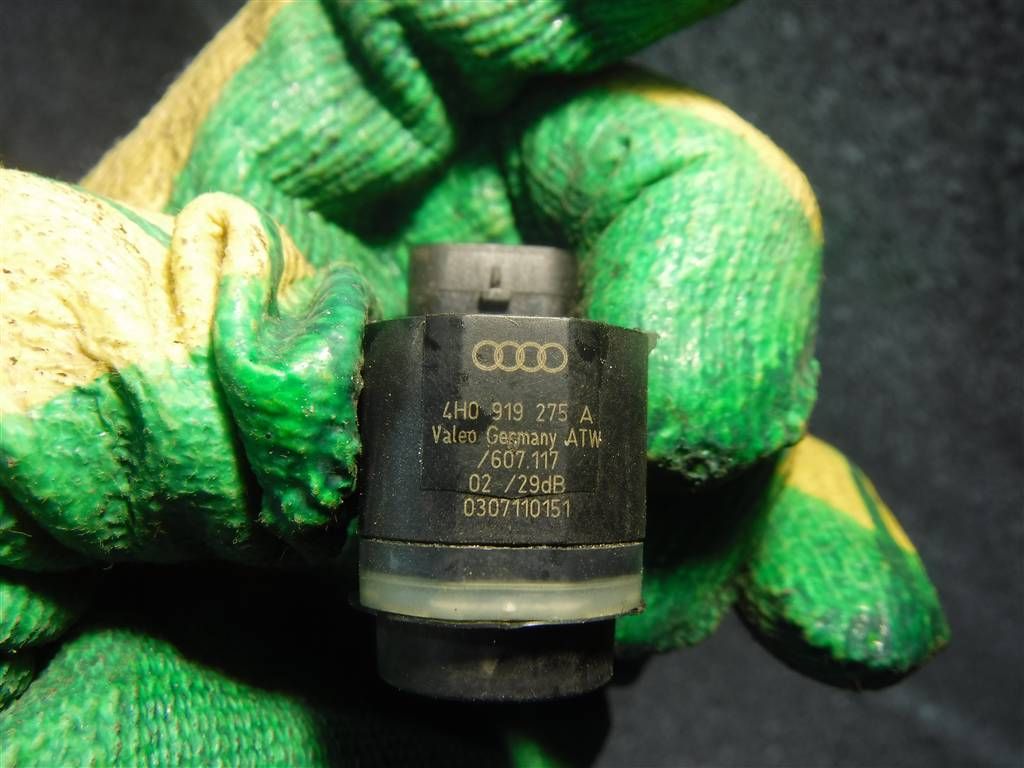 4H0 919 275 A
Valeo Germany ATW
/607.117
02 /29dB
0307110151